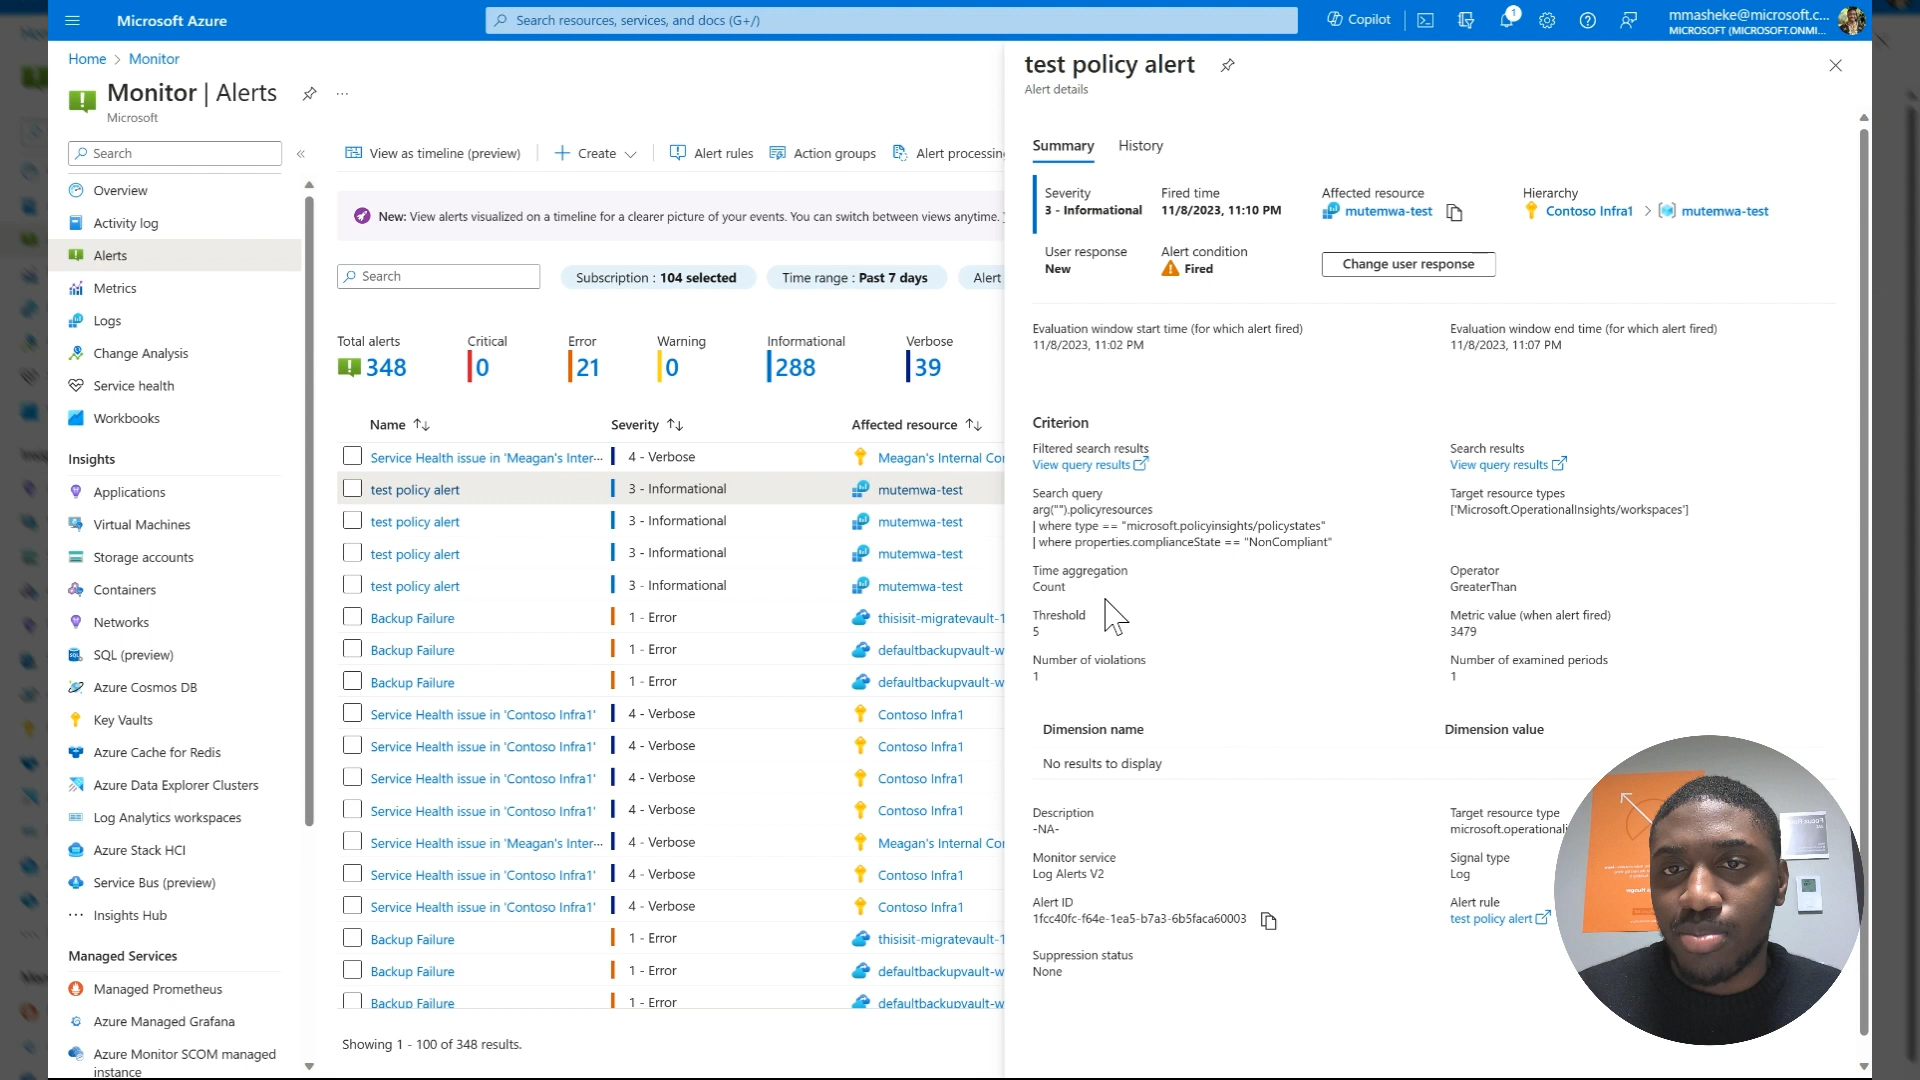 Microsoft Azure
Search resources, services, and docs (G+/)
Copilot
1
mmasheke@microsoft.c...
MICROSOFT (MICROSOFT.ONMI...
Home > Monitor
Monitor | Alerts
...
Microsoft
Search
«
Overview
Activity log
Alerts
Metrics
Logs
Change Analysis
Service health
Workbooks
Insights
Applications
Virtual Machines
Storage accounts
Containers
Networks
SQL (preview)
Azure Cosmos DB
Key Vaults
Azure Cache for Redis
Azure Data Explorer Clusters
Log Analytics workspaces
Azure Stack HCI
Service Bus (preview)
Insights Hub
Managed Services
Managed Prometheus
Azure Managed Grafana
Azure Monitor SCOM managed
instance
View as timeline (preview)
Create
Alert rules
Action groups
Alert processin
New: View alerts visualized on a timeline for a clearer picture of your events. You can switch between views anytime.
Search
Subscription : 104 selected
Time range : Past 7 days
Alert
Total alerts
348
Critical
0
Error
21
Warning
0
Informational
288
Verbose
39
Name Severity Affected resource
Service Health issue in 'Meagan's Inter... 4 - Verbose Meagan's Internal Cor
test policy alert 3 - Informational mutemwa-test
test policy alert 3 - Informational mutemwa-test
test policy alert 3 - Informational mutemwa-test
test policy alert 3 - Informational mutemwa-test
Backup Failure 1 - Error thisisit-migratevault-1
Backup Failure 1 - Error defaultbackupvault-w
Backup Failure 1 - Error defaultbackupvault-w
Service Health issue in 'Contoso Infra1' 4 - Verbose Contoso Infra1
Service Health issue in 'Contoso Infra1' 4 - Verbose Contoso Infra1
Service Health issue in 'Contoso Infra1' 4 - Verbose Contoso Infra1
Service Health issue in 'Contoso Infra1' 4 - Verbose Contoso Infra1
Service Health issue in 'Meagan's Inter... 4 - Verbose Meagan's Internal Cor
Service Health issue in 'Contoso Infra1' 4 - Verbose Contoso Infra1
Service Health issue in 'Contoso Infra1' 4 - Verbose Contoso Infra1
Backup Failure 1 - Error thisisit-migratevault-1
Backup Failure 1 - Error defaultbackupvault-w
Backup Failure 1 - Error defaultbackupvault-w
Showing 1 - 100 of 348 results.
test policy alert
Alert details
Summary History
Severity
3 - Informational
Fired time
11/8/2023, 11:10 PM
Affected resource
mutemwa-test
Hierarchy
Contoso Infra1 > mutemwa-test
User response
New
Alert condition
Fired
Change user response
Evaluation window start time (for which alert fired)
11/8/2023, 11:02 PM
Evaluation window end time (for which alert fired)
11/8/2023, 11:07 PM
Criterion
Filtered search results
View query results
Search results
View query results
Search query
arg("").policyresources
| where type == "microsoft.policyinsights/policystates"
| where properties.complianceState == "NonCompliant"
Target resource types
['Microsoft.OperationalInsights/workspaces']
Time aggregation
Count
Operator
GreaterThan
Threshold
5
Metric value (when alert fired)
3479
Number of violations
1
Number of examined periods
1
Dimension name Dimension value
No results to display
Description
-NA-
Target resource type
microsoft.operational
Monitor service
Log Alerts V2
Signal type
Log
Alert ID
1fcc40fc-f64e-1ea5-b7a3-6b5faca60003
Alert rule
test policy alert
Suppression status
None